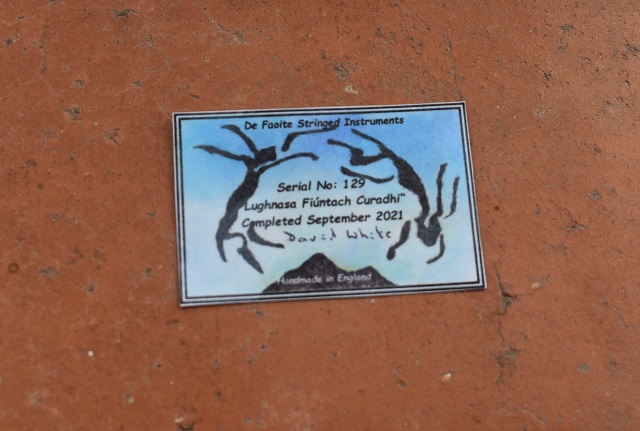 De Faoite Stringed Instruments
Serial No: 129
Lughnasa Fiúntach Curadhi"
Completed September 2021
David White
Handmade in England